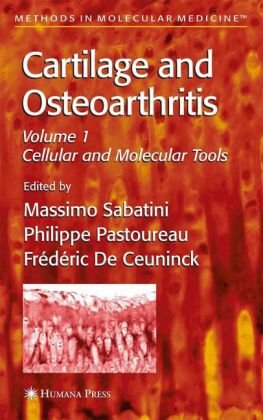 METHODS IN MOLECULAR MEDICINE™
Cartilage and
Osteoarthritis
Volume 1
Cellular and Molecular Tools
Edited by
Massimo Sabatini
Philippe Pastoureau
Frédéric De Ceuninck
HUMANA PRESS